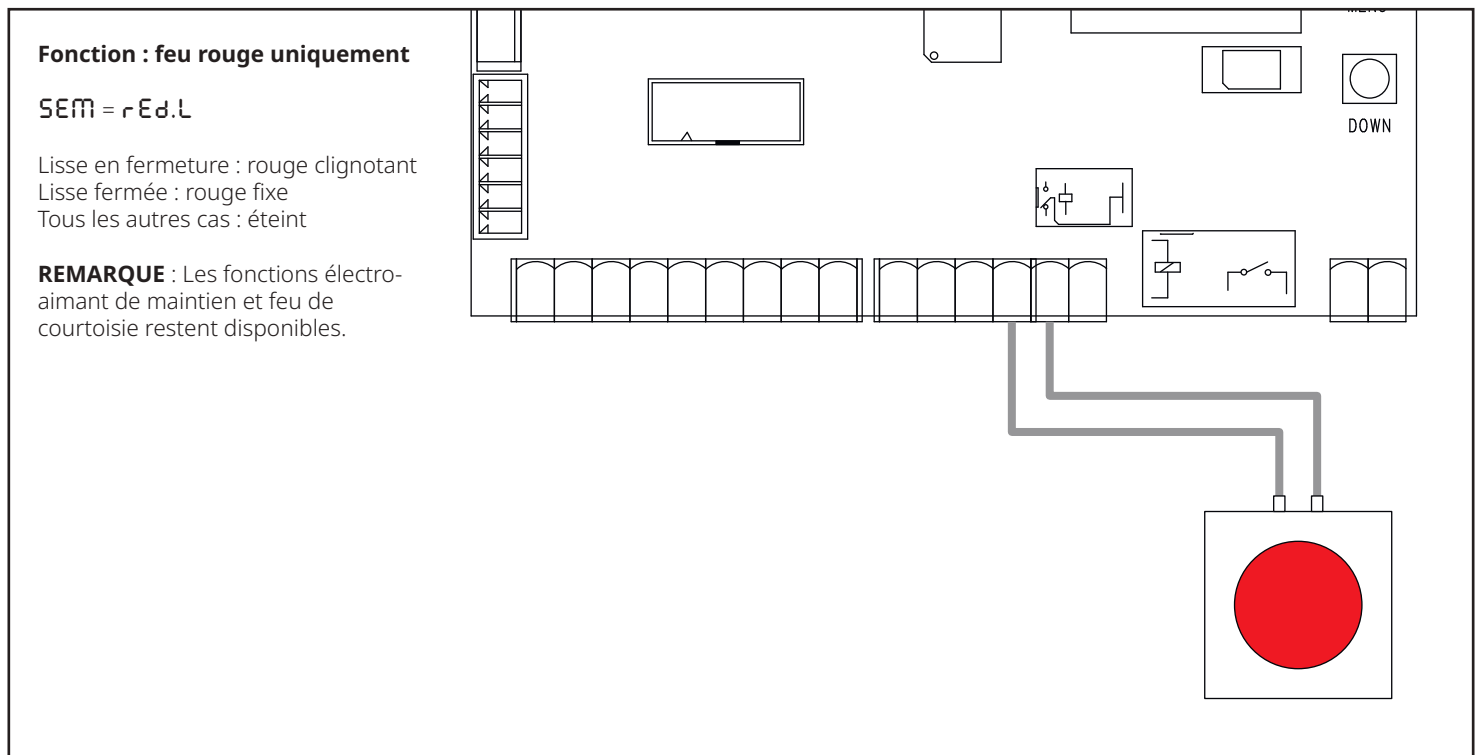 Fonction : feu rouge uniquement
SEM = rEd.L
Lisse en fermeture : rouge clignotant
Lisse fermée : rouge fixe
Tous les autres cas : éteint
REMARQUE : Les fonctions électro-
aimant de maintien et feu de
courtoisie restent disponibles.
DOWN